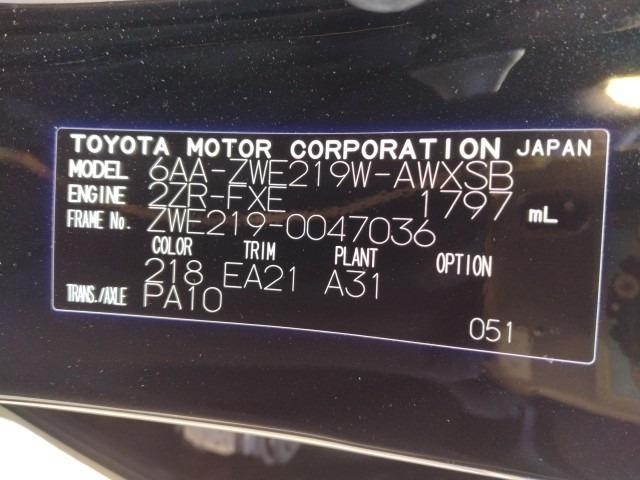 TOYOTA MOTOR CORPORATION JAPAN
MODEL 6AA-ZWE219W-AWXSB
ENGINE 2ZR-FXE 1797 mL
FRAME No. ZWE219-0047036
COLOR TRIM PLANT OPTION
218 EA21 A31
TRANS./AXLE PA10
051